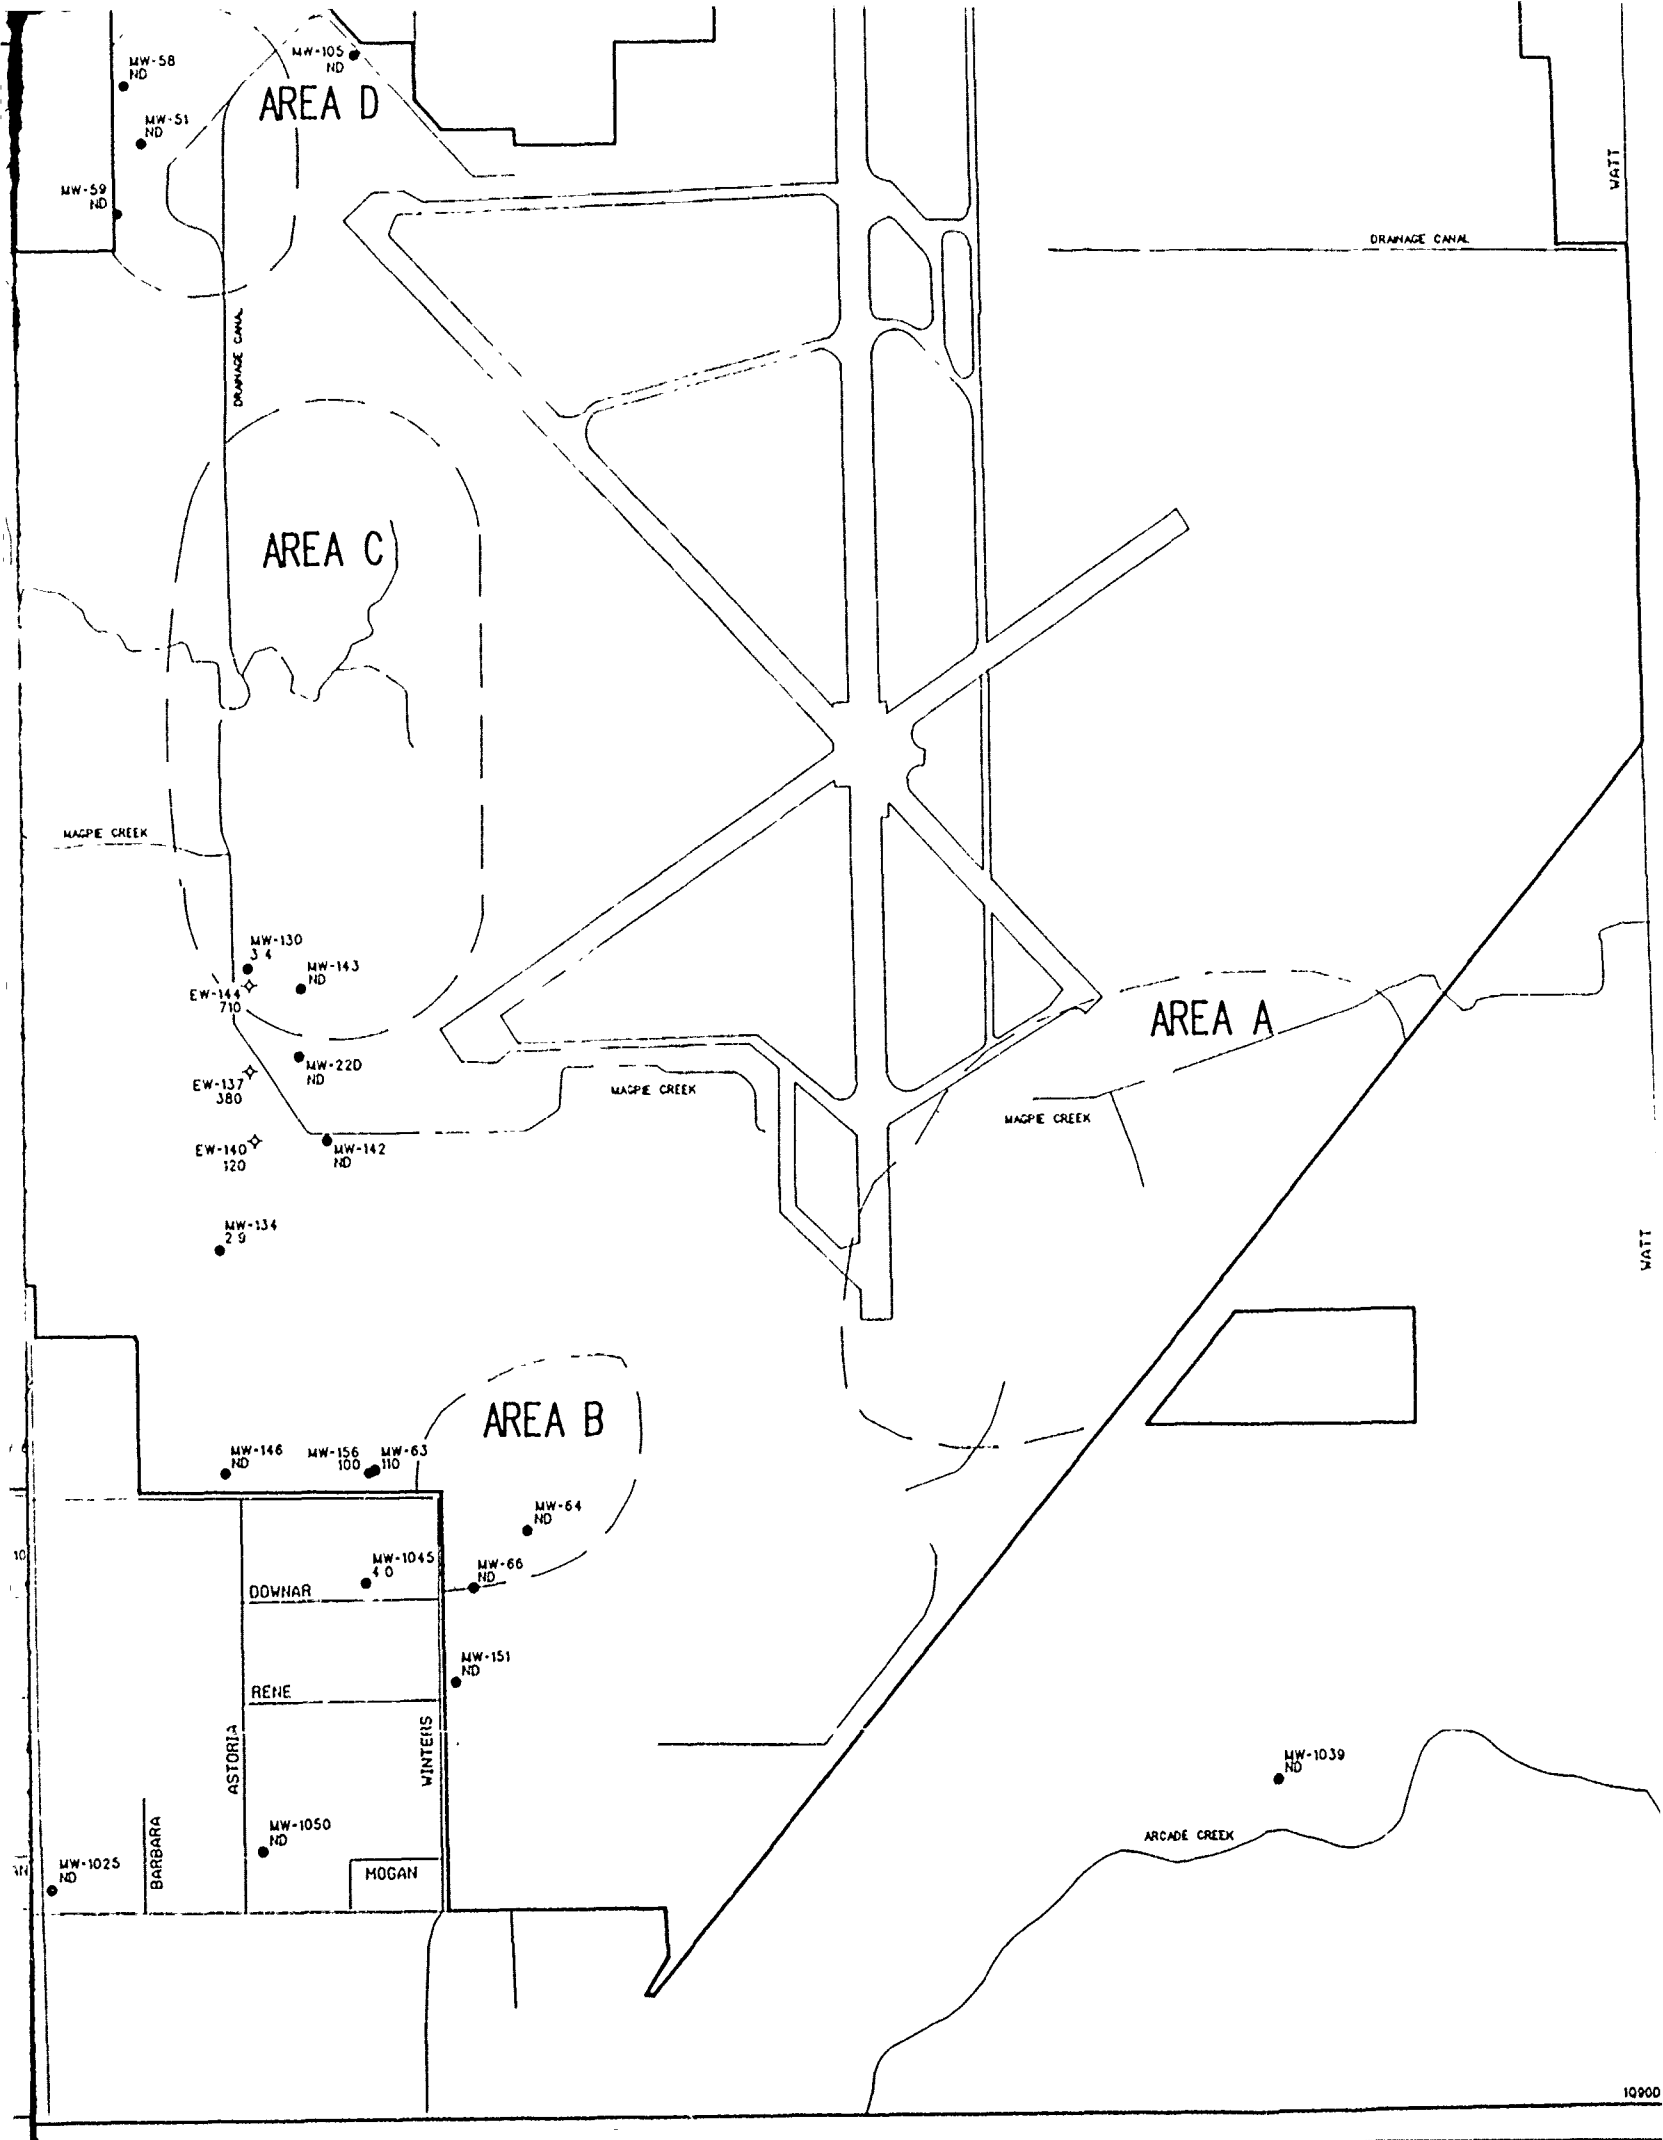 MW-58
ND
MW-105
ND
AREA D
MW-51
ND
MW-59
ND
WATT
DRAINAGE CANAL
DRAINAGE CANAL
AREA C
MAGPIE CREEK
MW-130
3 4
MW-143
ND
EW-144
710
AREA A
MW-22D
ND
EW-137
380
MAGPIE CREEK
MAGPIE CREEK
EW-140
120
MW-142
ND
MW-134
2 9
WATT
AREA B
MW-146
ND
MW-156
100
MW-63
110
MW-64
ND
10
MW-1045
4 0
MW-66
ND
DOWNAR
MW-151
ND
RENE
ASTORIA
WINTERS
MW-1039
ND
BARBARA
MW-1050
ND
ARCADE CREEK
MW-1025
ND
MOGAN
10900